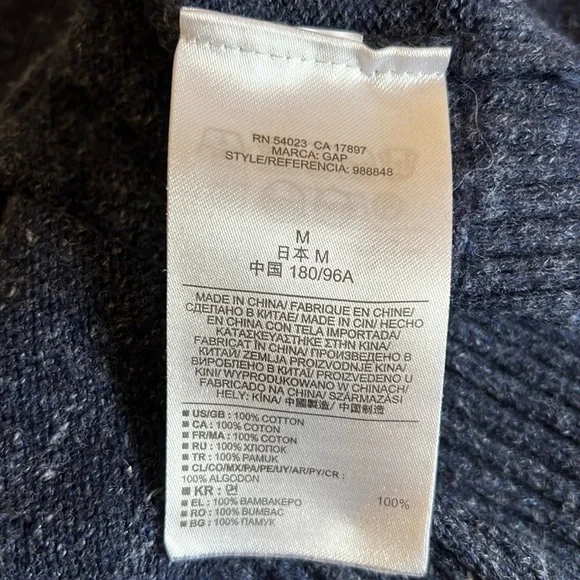 RN 54023 CA 17897
MARCA: GAP
STYLE/REFERENCIA: 988848
M
日本 M
中国 180/96A
MADE IN CHINA/ FABRIQUE EN CHINE/
СДЕЛАНО В КИТАЕ/ MADE IN CIN/ HECHO
EN CHINA CON TELA IMPORTADA/
ΚΑΤΑΣΚΕΥΑΣΤΗΚΕ ΣΤΗΝ ΚΙΝΑ/
FABRICAT IN CHINA/ ПРОИЗВЕДЕНО В
КИТАЙ/ ZEMLJA PROIZVODNJE KINA/
ВИРОБЛЕНО В КИТАЇ/ PROIZVEDENO U
KINI/ WYPRODUKOWANO W CHINACH/
FABRICADO NA CHINA/ SZÁRMAZÁSI
HELY: KÍNA/ 中國製造/ 中国制造
US/GB : 100% COTTON
CA : 100% COTON
FR/MA : 100% COTON
RU : 100% ХЛОПОК
TR : 100% PAMUK
CL/CO/MX/PA/PE/UY/AR/PY/CR :
100% ALGODON
KR : 면 100%
EL : 100% ΒΑΜΒΑΚΕΡΟ
RO : 100% BUMBAC
BG : 100% ПАМУК